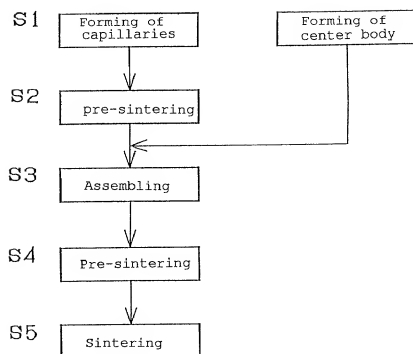 S1
Forming of
capillaries
Forming of
center body
S2
pre-sintering
S3
Assembling
S4
Pre-sintering
S5
Sintering